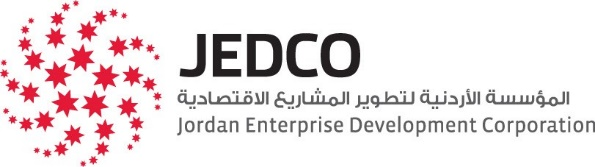 JEDCO
المؤسسة الأردنية لتطوير المشاريع الاقتصادية
Jordan Enterprise Development Corporation